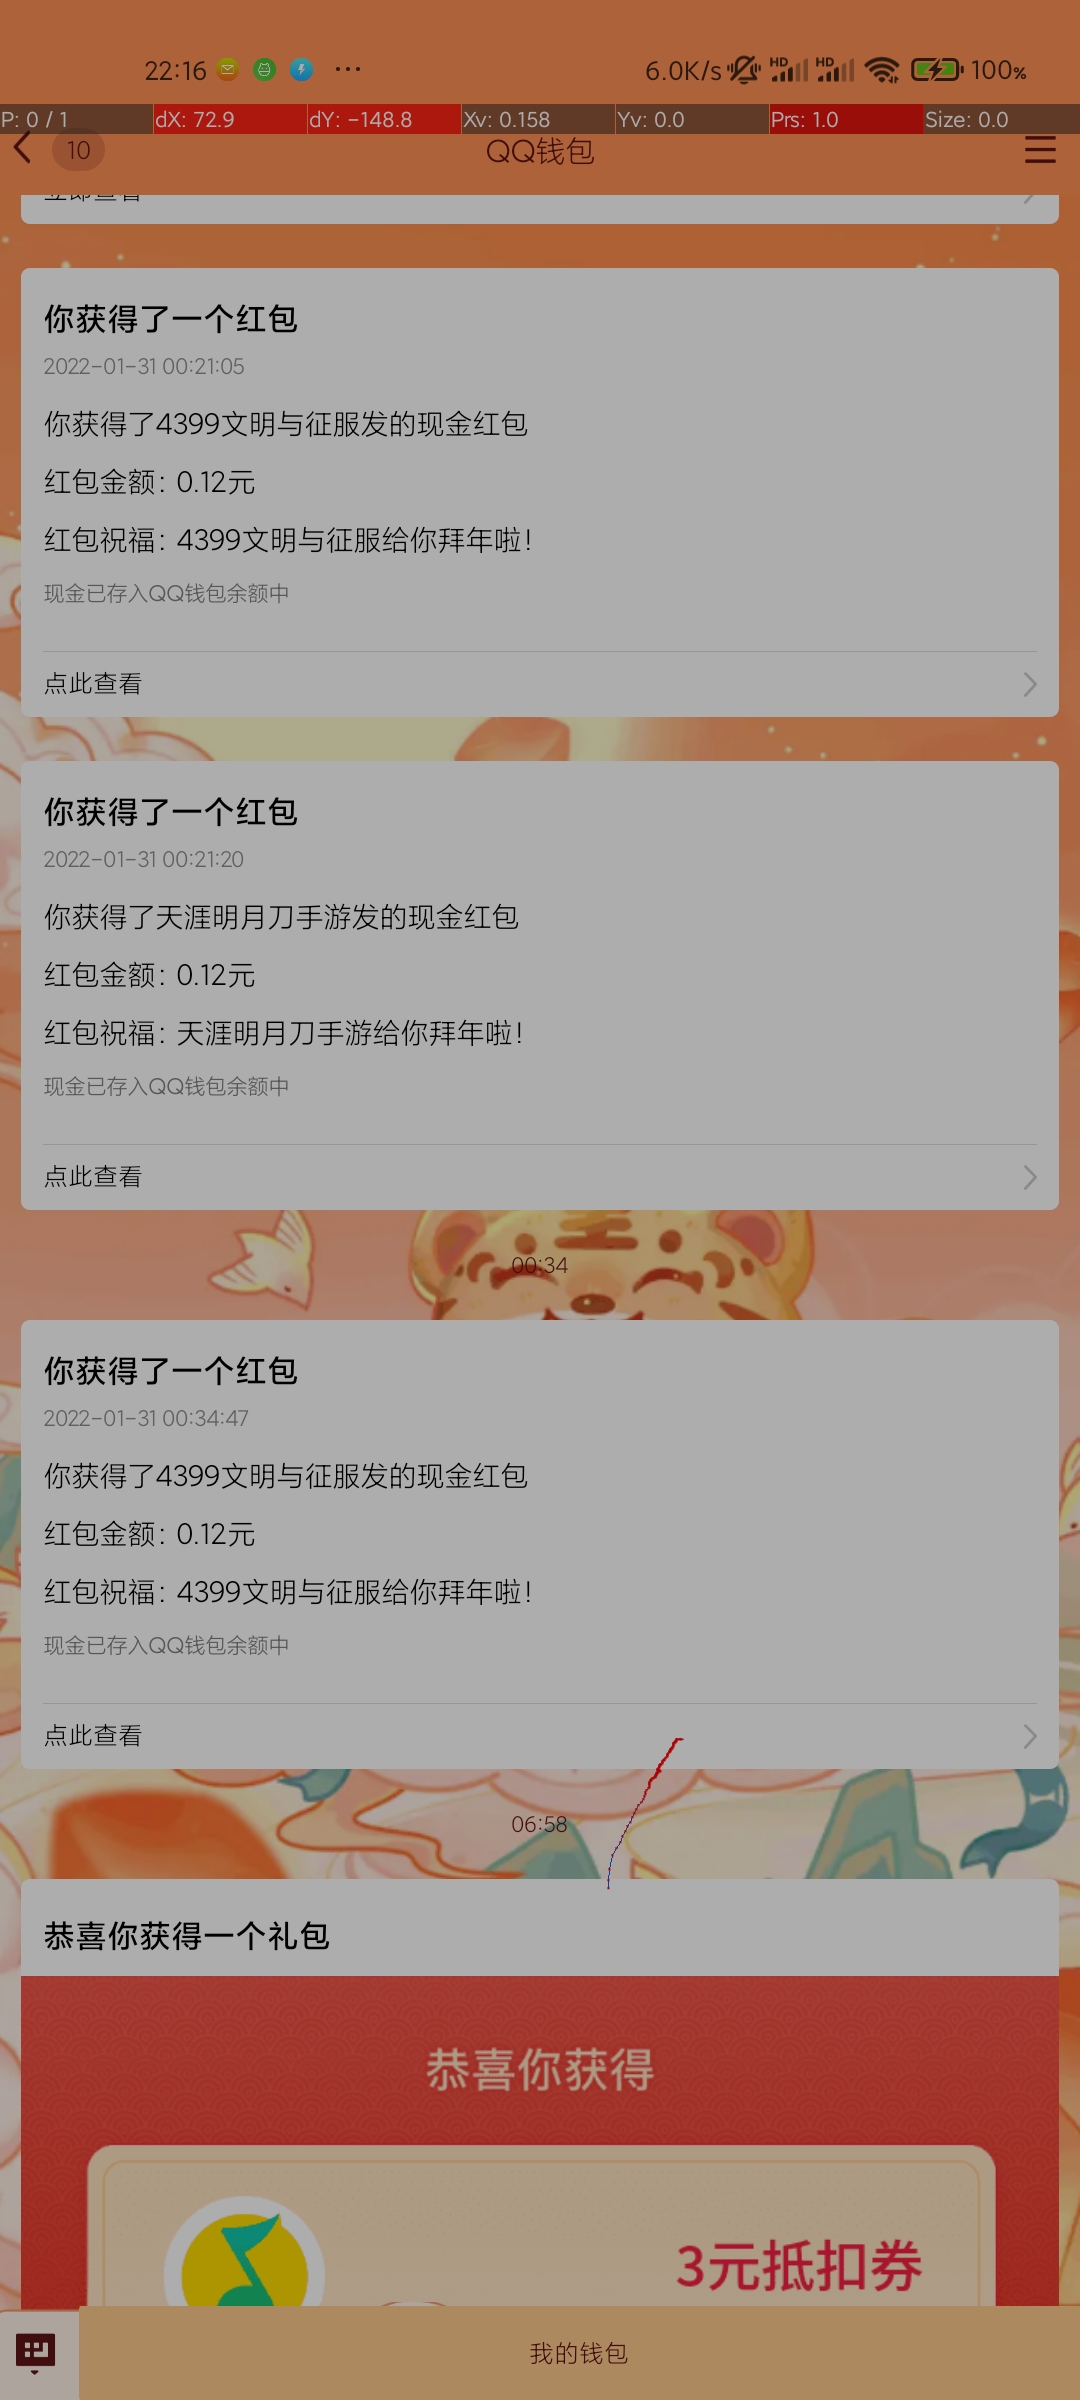 22:16
6.0K/s HD HD 100%
P: 0 / 1 dX: 72.9 dY: -148.8 Xv: 0.158 Yv: 0.0 Prs: 1.0 Size: 0.0
10 QQ钱包
立即查看
你获得了一个红包
2022-01-31 00:21:05
你获得了4399文明与征服发的现金红包
红包金额: 0.12元
红包祝福: 4399文明与征服给你拜年啦!
现金已存入QQ钱包余额中
点此查看
你获得了一个红包
2022-01-31 00:21:20
你获得了天涯明月刀手游发的现金红包
红包金额: 0.12元
红包祝福: 天涯明月刀手游给你拜年啦!
现金已存入QQ钱包余额中
点此查看
00:34
你获得了一个红包
2022-01-31 00:34:47
你获得了4399文明与征服发的现金红包
红包金额: 0.12元
红包祝福: 4399文明与征服给你拜年啦!
现金已存入QQ钱包余额中
点此查看
06:58
恭喜你获得一个礼包
恭喜你获得
3元抵扣券
我的钱包